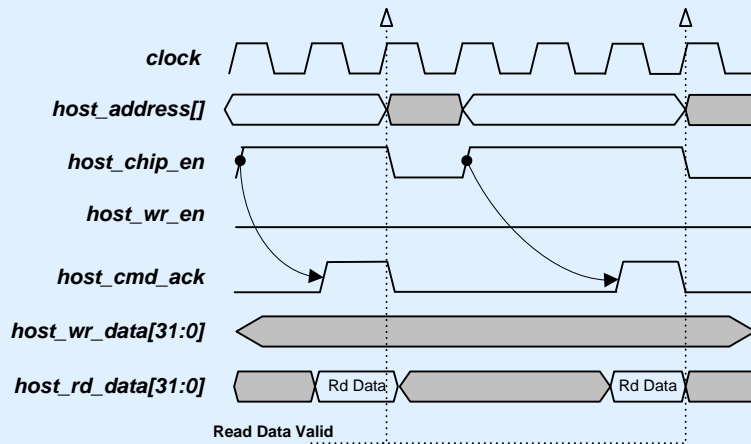 clock
host_address[]
host_chip_en
host_wr_en
host_cmd_ack
host_wr_data[31:0]
host_rd_data[31:0] Rd Data Rd Data
Read Data Valid